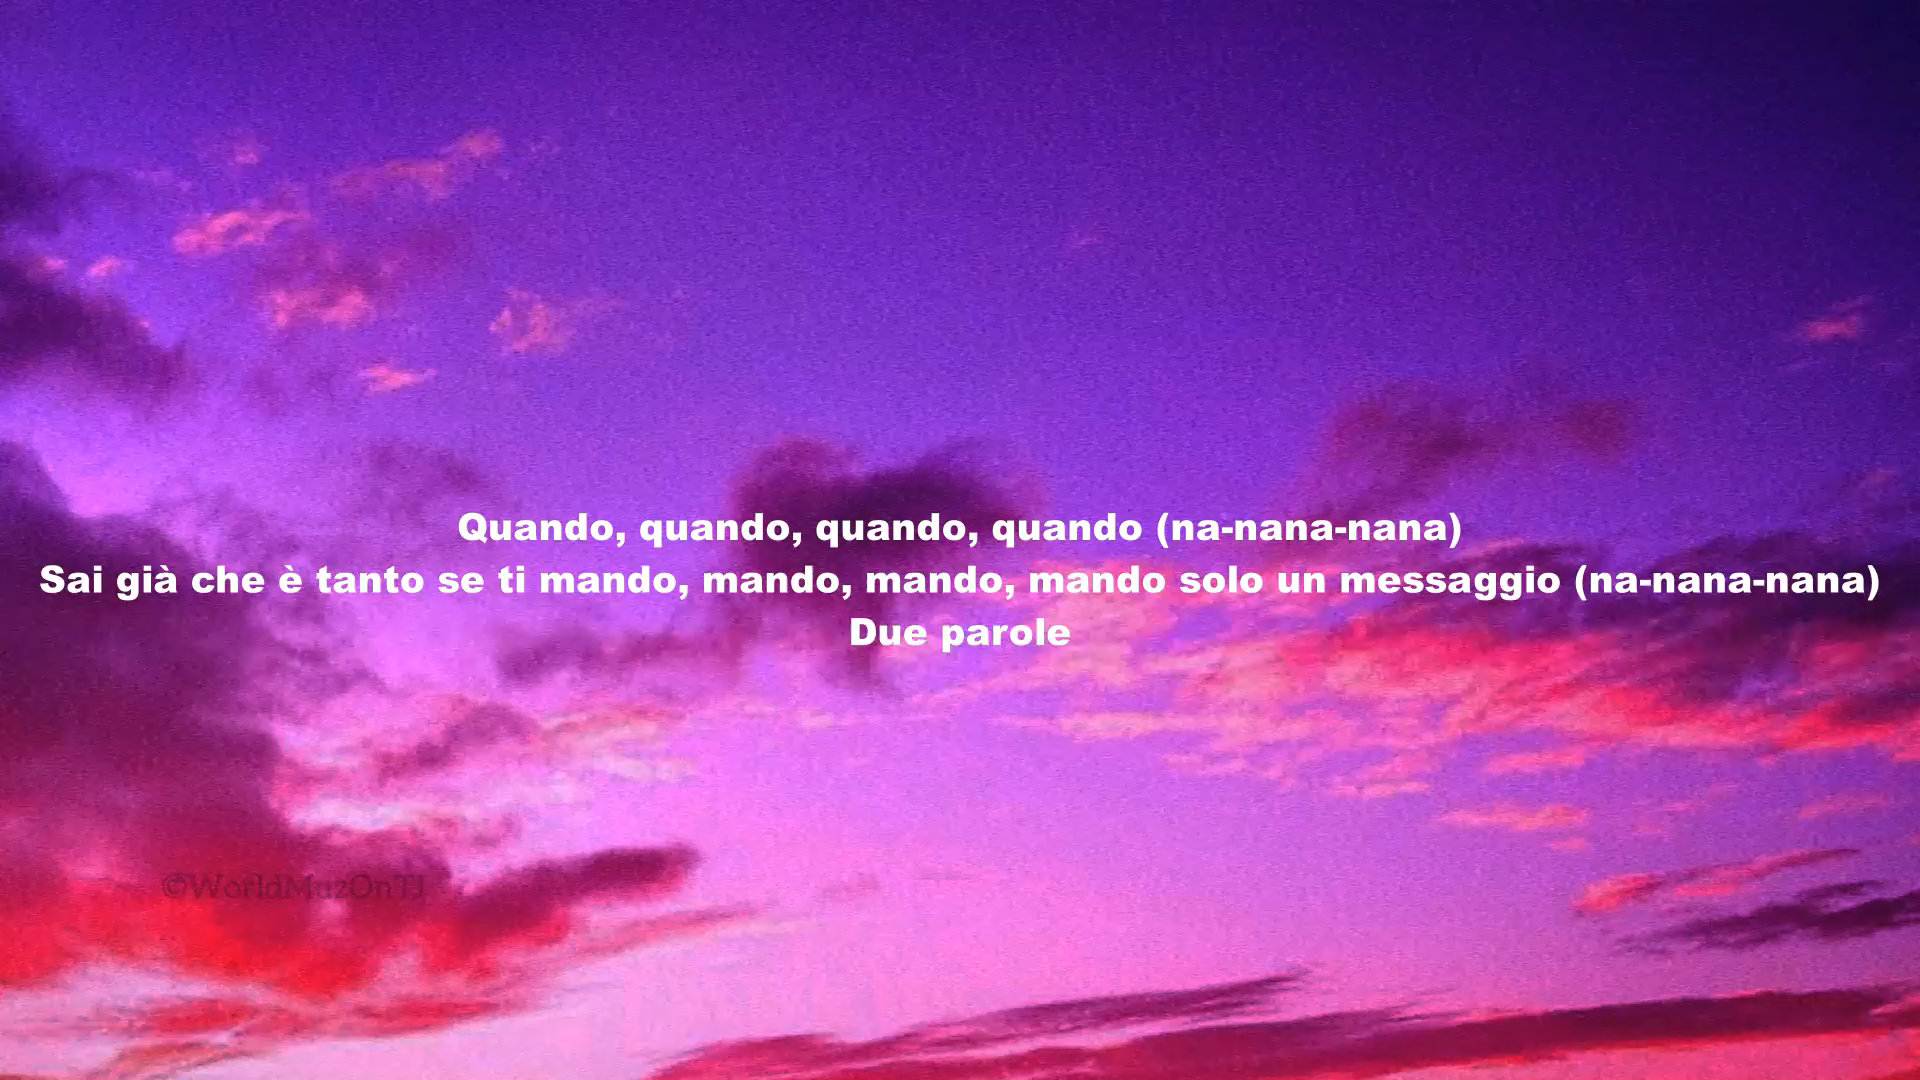 Quando, quando, quando, quando (na-nana-nana)
Sai già che è tanto se ti mando, mando, mando, mando solo un messaggio (na-nana-nana)
Due parole
©WorldMuzOnTJ